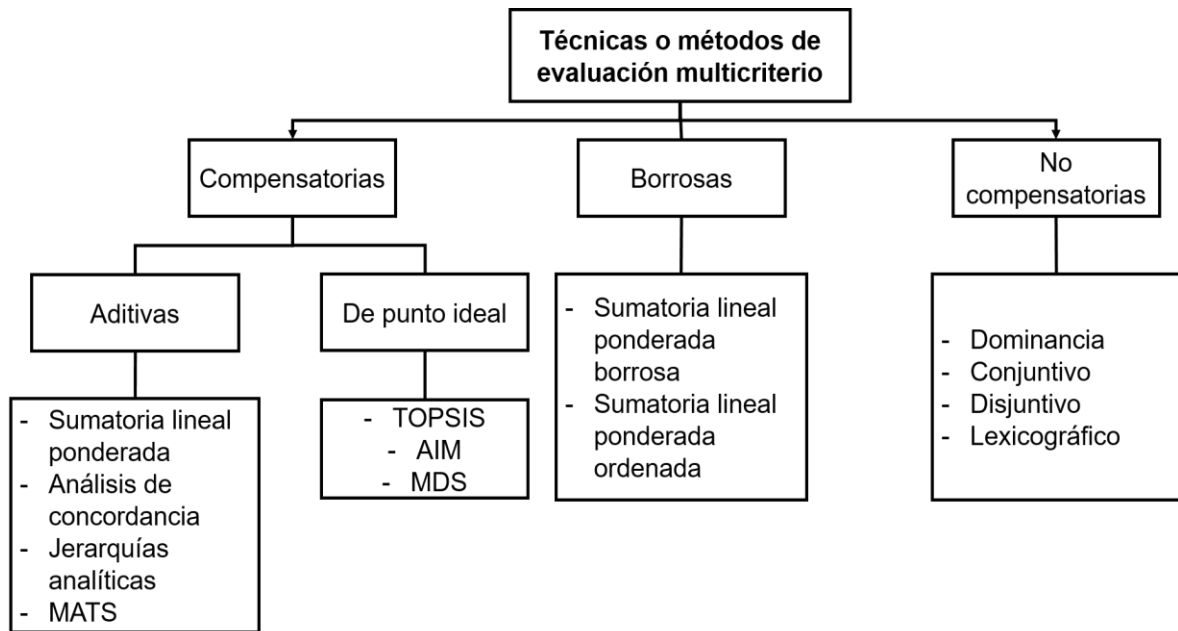 Técnicas o métodos de
evaluación multicriterio
Compensatorias
Borrosas
No
compensatorias
Aditivas
De punto ideal
- Sumatoria lineal
ponderada
- Análisis de
concordancia
- Jerarquías
analíticas
- MATS
- TOPSIS
- AIM
- MDS
- Sumatoria lineal
ponderada
borrosa
- Sumatoria lineal
ponderada
ordenada
- Dominancia
- Conjuntivo
- Disjuntivo
- Lexicográfico